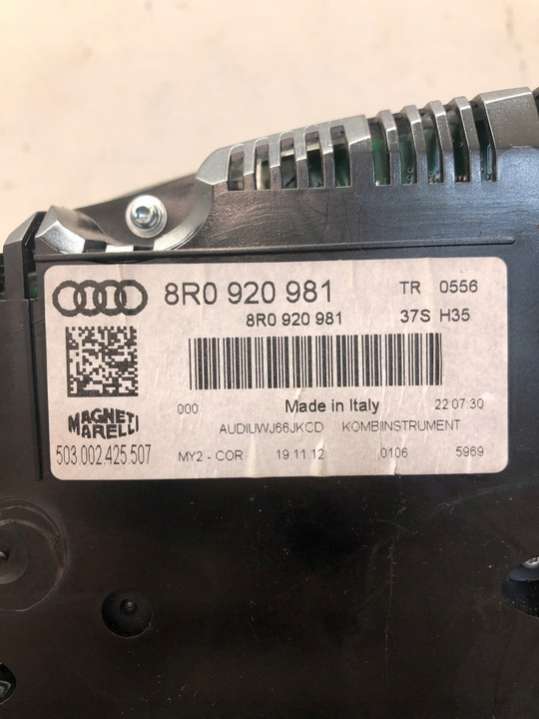 8R0 920 981 TR 0556
8R0 920 981 37S H35
000 Made in Italy 22:07:30
MAGNETI
MARELLI
AUDIUWJ66JKCD KOMBIINSTRUMENT
503.002.425.507 MY2 - COR 19.11.12 0106 5969